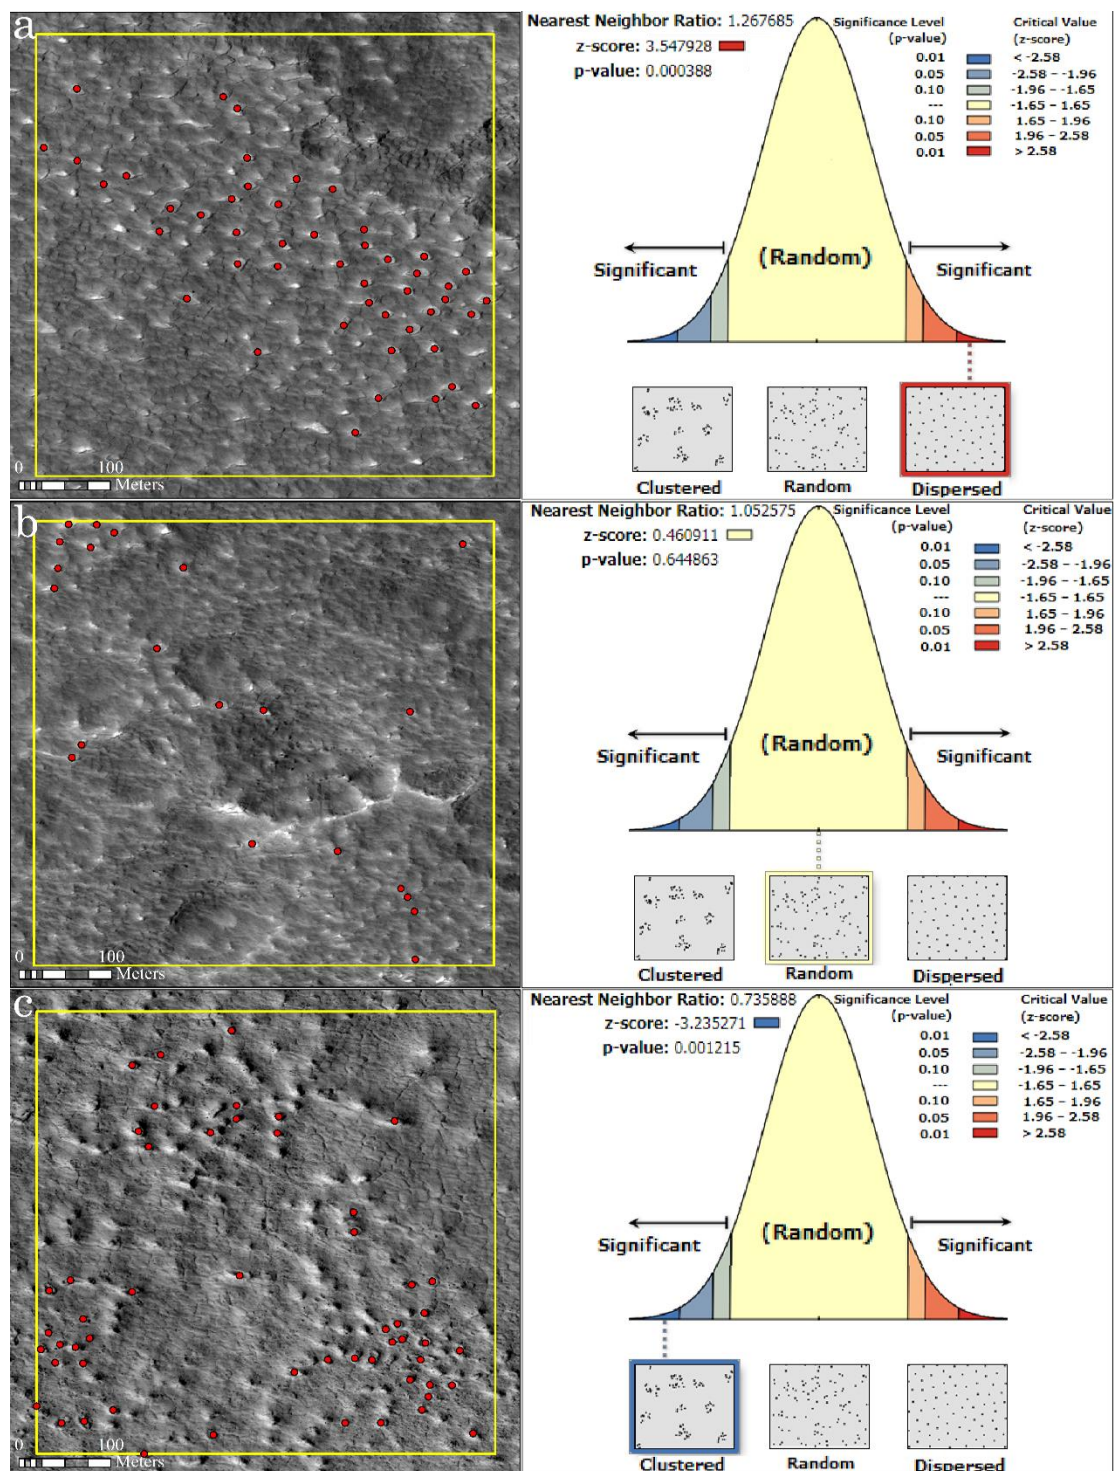 a
0 100
Meters
Nearest Neighbor Ratio: 1.267685
z-score: 3.547928
p-value: 0.000388
Significance Level
(p-value)
Critical Value
(z-score)
0.01 < -2.58
0.05 -2.58 – -1.96
0.10 -1.96 – -1.65
--- -1.65 – 1.65
0.10 1.65 – 1.96
0.05 1.96 – 2.58
0.01 > 2.58
(Random)
Significant
Significant
Clustered
Random
Dispersed
b
0 100
Meters
Nearest Neighbor Ratio: 1.052575
z-score: 0.460911
p-value: 0.644863
Significance Level
(p-value)
Critical Value
(z-score)
0.01 < -2.58
0.05 -2.58 – -1.96
0.10 -1.96 – -1.65
--- -1.65 – 1.65
0.10 1.65 – 1.96
0.05 1.96 – 2.58
0.01 > 2.58
(Random)
Significant
Significant
Clustered
Random
Dispersed
c
0 100
Meters
Nearest Neighbor Ratio: 0.735888
z-score: -3.235271
p-value: 0.001215
Significance Level
(p-value)
Critical Value
(z-score)
0.01 < -2.58
0.05 -2.58 – -1.96
0.10 -1.96 – -1.65
--- -1.65 – 1.65
0.10 1.65 – 1.96
0.05 1.96 – 2.58
0.01 > 2.58
(Random)
Significant
Significant
Clustered
Random
Dispersed